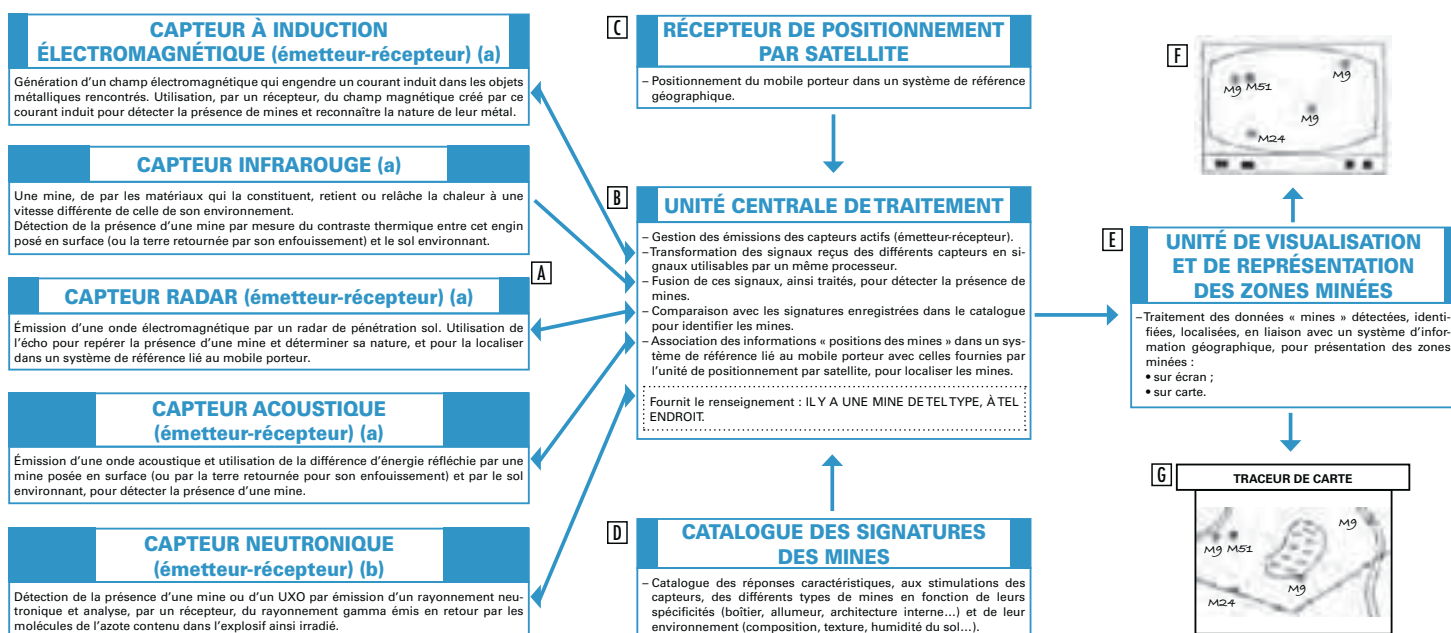 CAPTEUR À INDUCTION
ÉLECTROMAGNÉTIQUE (émetteur-récepteur) (a)
Génération d'un champ électromagnétique qui engendre un courant induit dans les objets
métalliques rencontrés. Utilisation, par un récepteur, du champ magnétique créé par ce
courant induit pour détecter la présence de mines et reconnaître la nature de leur métal.
CAPTEUR INFRAROUGE (a)
Une mine, de par les matériaux qui la constituent, retient ou relâche la chaleur à une
vitesse différente de celle de son environnement.
Détection de la présence d'une mine par mesure du contraste thermique entre cet engin
posé en surface (ou la terre retournée par son enfouissement) et le sol environnant.
A
CAPTEUR RADAR (émetteur-récepteur) (a)
Émission d'une onde électromagnétique par un radar de pénétration sol. Utilisation de
l'écho pour repérer la présence d'une mine et déterminer sa nature, et pour la localiser
dans un système de référence lié au mobile porteur.
CAPTEUR ACOUSTIQUE
(émetteur-récepteur) (a)
Émission d'une onde acoustique et utilisation de la différence d'énergie réfléchie par une
mine posée en surface (ou par la terre retournée pour son enfouissement) et par le sol
environnant, pour détecter la présence d'une mine.
CAPTEUR NEUTRONIQUE
(émetteur-récepteur) (b)
Détection de la présence d'une mine ou d'un UXO par émission d'un rayonnement neu-
tronique et analyse, par un récepteur, du rayonnement gamma émis en retour par les
molécules de l'azote contenu dans l'explosif ainsi irradié.
C
RÉCEPTEUR DE POSITIONNEMENT
PAR SATELLITE
– Positionnement du mobile porteur dans un système de référence
géographique.
B
UNITÉ CENTRALE DE TRAITEMENT
– Gestion des émissions des capteurs actifs (émetteur-récepteur).
– Transformation des signaux reçus des différents capteurs en si-
gnaux utilisables par un même processeur.
– Fusion de ces signaux, ainsi traités, pour détecter la présence de
mines.
– Comparaison avec les signatures enregistrées dans le catalogue
pour identifier les mines.
– Association des informations « positions des mines » dans un sys-
tème de référence lié au mobile porteur avec celles fournies par
l'unité de positionnement par satellite, pour localiser les mines.
Fournit le renseignement : IL Y A UNE MINE DE TEL TYPE, À TEL
ENDROIT.
D
CATALOGUE DES SIGNATURES
DES MINES
– Catalogue des réponses caractéristiques, aux stimulations des
capteurs, des différents types de mines en fonction de leurs
spécificités (boîtier, allumeur, architecture interne...) et de leur
environnement (composition, texture, humidité du sol...).
F
M9 M51
M9
M9
M24
E
UNITÉ DE VISUALISATION
ET DE REPRÉSENTATION
DES ZONES MINÉES
– Traitement des données « mines » détectées, identi-
fiées, localisées, en liaison avec un système d'infor-
mation géographique, pour présentation des zones
minées :
• sur écran ;
• sur carte.
G
TRACEUR DE CARTE
M9
M9 M51
M9
M24